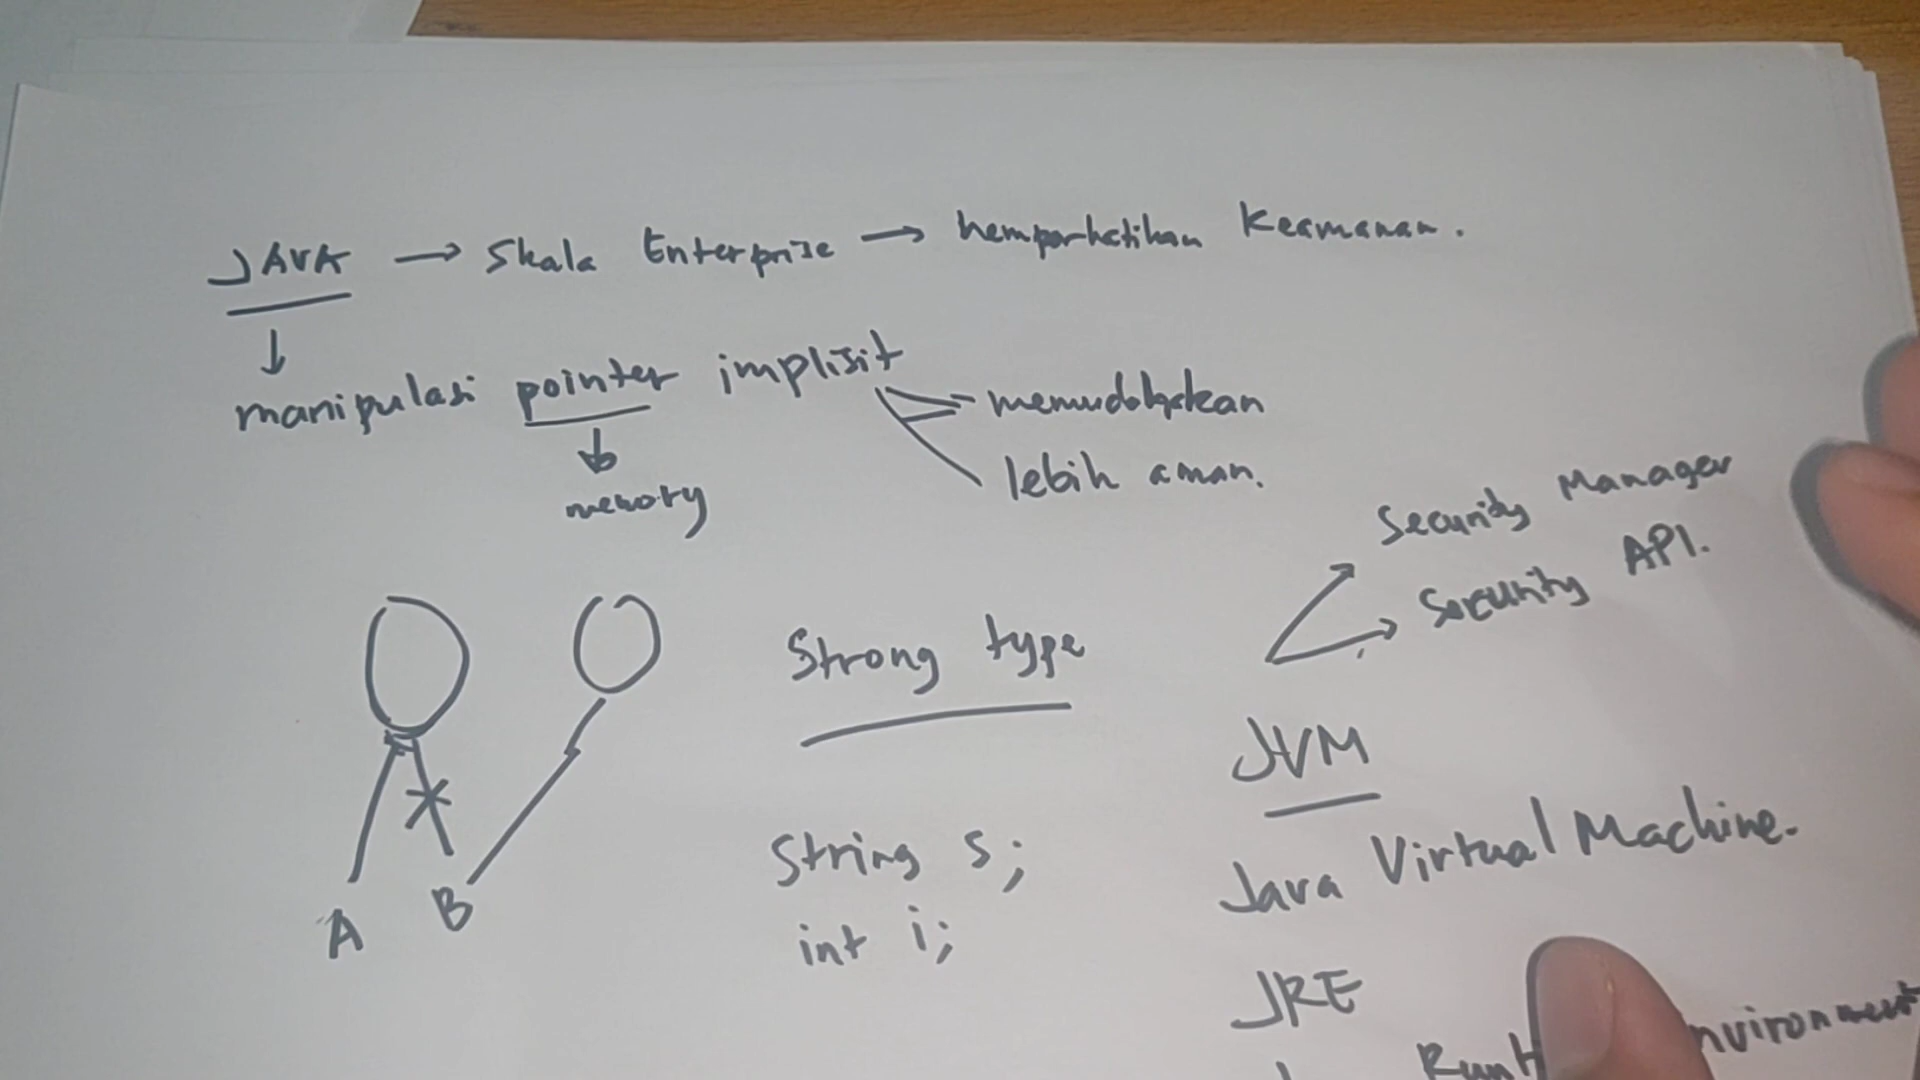 JAVA → Skala Enterprise → memperhatikan Keamanan.
manipulasi pointer implisit
memudahkan
lebih aman.
memory
Security Manager
Security API.
Strong type
JVM
Java Virtual Machine.
String s;
int i;
A B
JRE